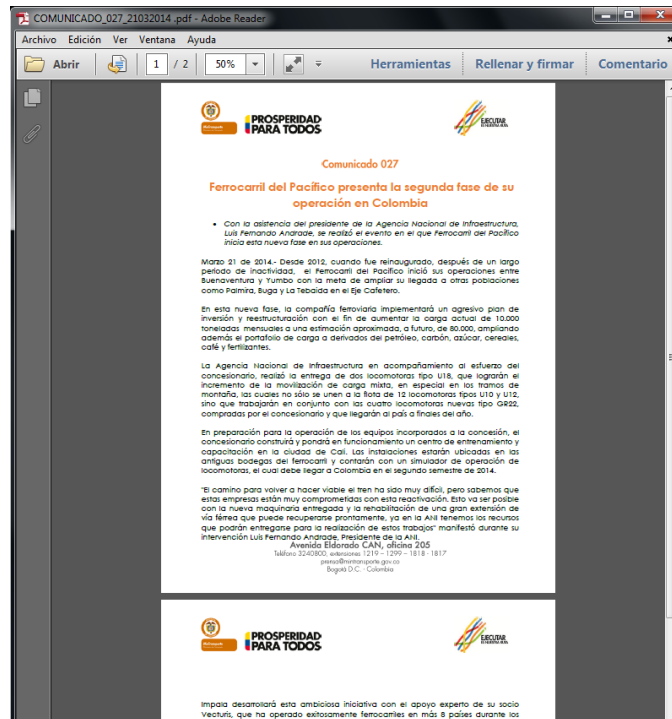 COMUNICADO_027_21032014 .pdf - Adobe Reader
Archivo Edición Ver Ventana Ayuda
Abrir 1 / 2 50% Herramientas Rellenar y firmar Comentario
PROSPERIDAD
PARA TODOS
EJECUTAR
Comunicado 027
Ferrocarril del Pacífico presenta la segunda fase de su
operación en Colombia
• Con la asistencia del presidente de la Agencia Nacional de Infraestructura,
Luis Fernando Andrade, se realizó el evento en el que Ferrocarril del Pacífico
inicia esta nueva fase en sus operaciones.
Marzo 21 de 2014.- Desde 2012, cuando fue reinaugurado, después de un largo
periodo de inactividad, el Ferrocarril del Pacífico inició sus operaciones entre
Buenaventura y Yumbo con la meta de ampliar su llegada a otras poblaciones
como Palmira, Buga y La Tebaida en el Eje Cafetero.
En esta nueva fase, la compañía ferroviaria implementará un agresivo plan de
inversión y reestructuración con el fin de aumentar la carga actual de 10.000
toneladas mensuales a una estimación aproximada, a futuro, de 80.000, ampliando
además el portafolio de carga a derivados del petróleo, carbón, azúcar, cereales,
café y fertilizantes.
La Agencia Nacional de Infraestructura en acompañamiento al esfuerzo del
concesionario, realizó la entrega de dos locomotoras tipo U18, que lograrán el
incremento de la movilización de carga mixta, en especial en los tramos de
montaña, las cuales no sólo se unen a la flota de 12 locomotoras tipos U10 y U12,
sino que trabajarán en conjunto con las cuatro locomotoras nuevas tipo GR22,
compradas por el concesionario y que llegarán al país a finales del año.
En preparación para la operación de los equipos incorporados a la concesión, el
concesionario construirá y pondrá en funcionamiento un centro de entrenamiento y
capacitación en la ciudad de Cali. Las instalaciones estarán ubicadas en las
antiguas bodegas del ferrocarril y contarán con un simulador de operación de
locomotoras, el cual debe llegar a Colombia en el segundo semestre de 2014.
"El camino para volver a hacer viable el tren ha sido muy difícil, pero sabemos que
estas empresas están muy comprometidas con esta reactivación. Esto va ser posible
con la nueva maquinaria entregada y la rehabilitación de una gran extensión de
vía férrea que puede recuperarse prontamente, ya en la ANI tenemos los recursos
que podrán entregarse para la realización de estos trabajos" manifestó durante su
intervención Luis Fernando Andrade, Presidente de la ANI.
Avenida Eldorado CAN, oficina 205
Teléfono 3240800, extensiones 1219 – 1299 – 1818 - 1817
prensa@mintransporte.gov.co
Bogotá D.C. - Colombia
PROSPERIDAD
PARA TODOS
EJECUTAR
Impala desarrollará esta ambiciosa iniciativa con el apoyo experto de su socio
Vecturis, que ha operado exitosamente ferrocarriles en más 8 países durante los